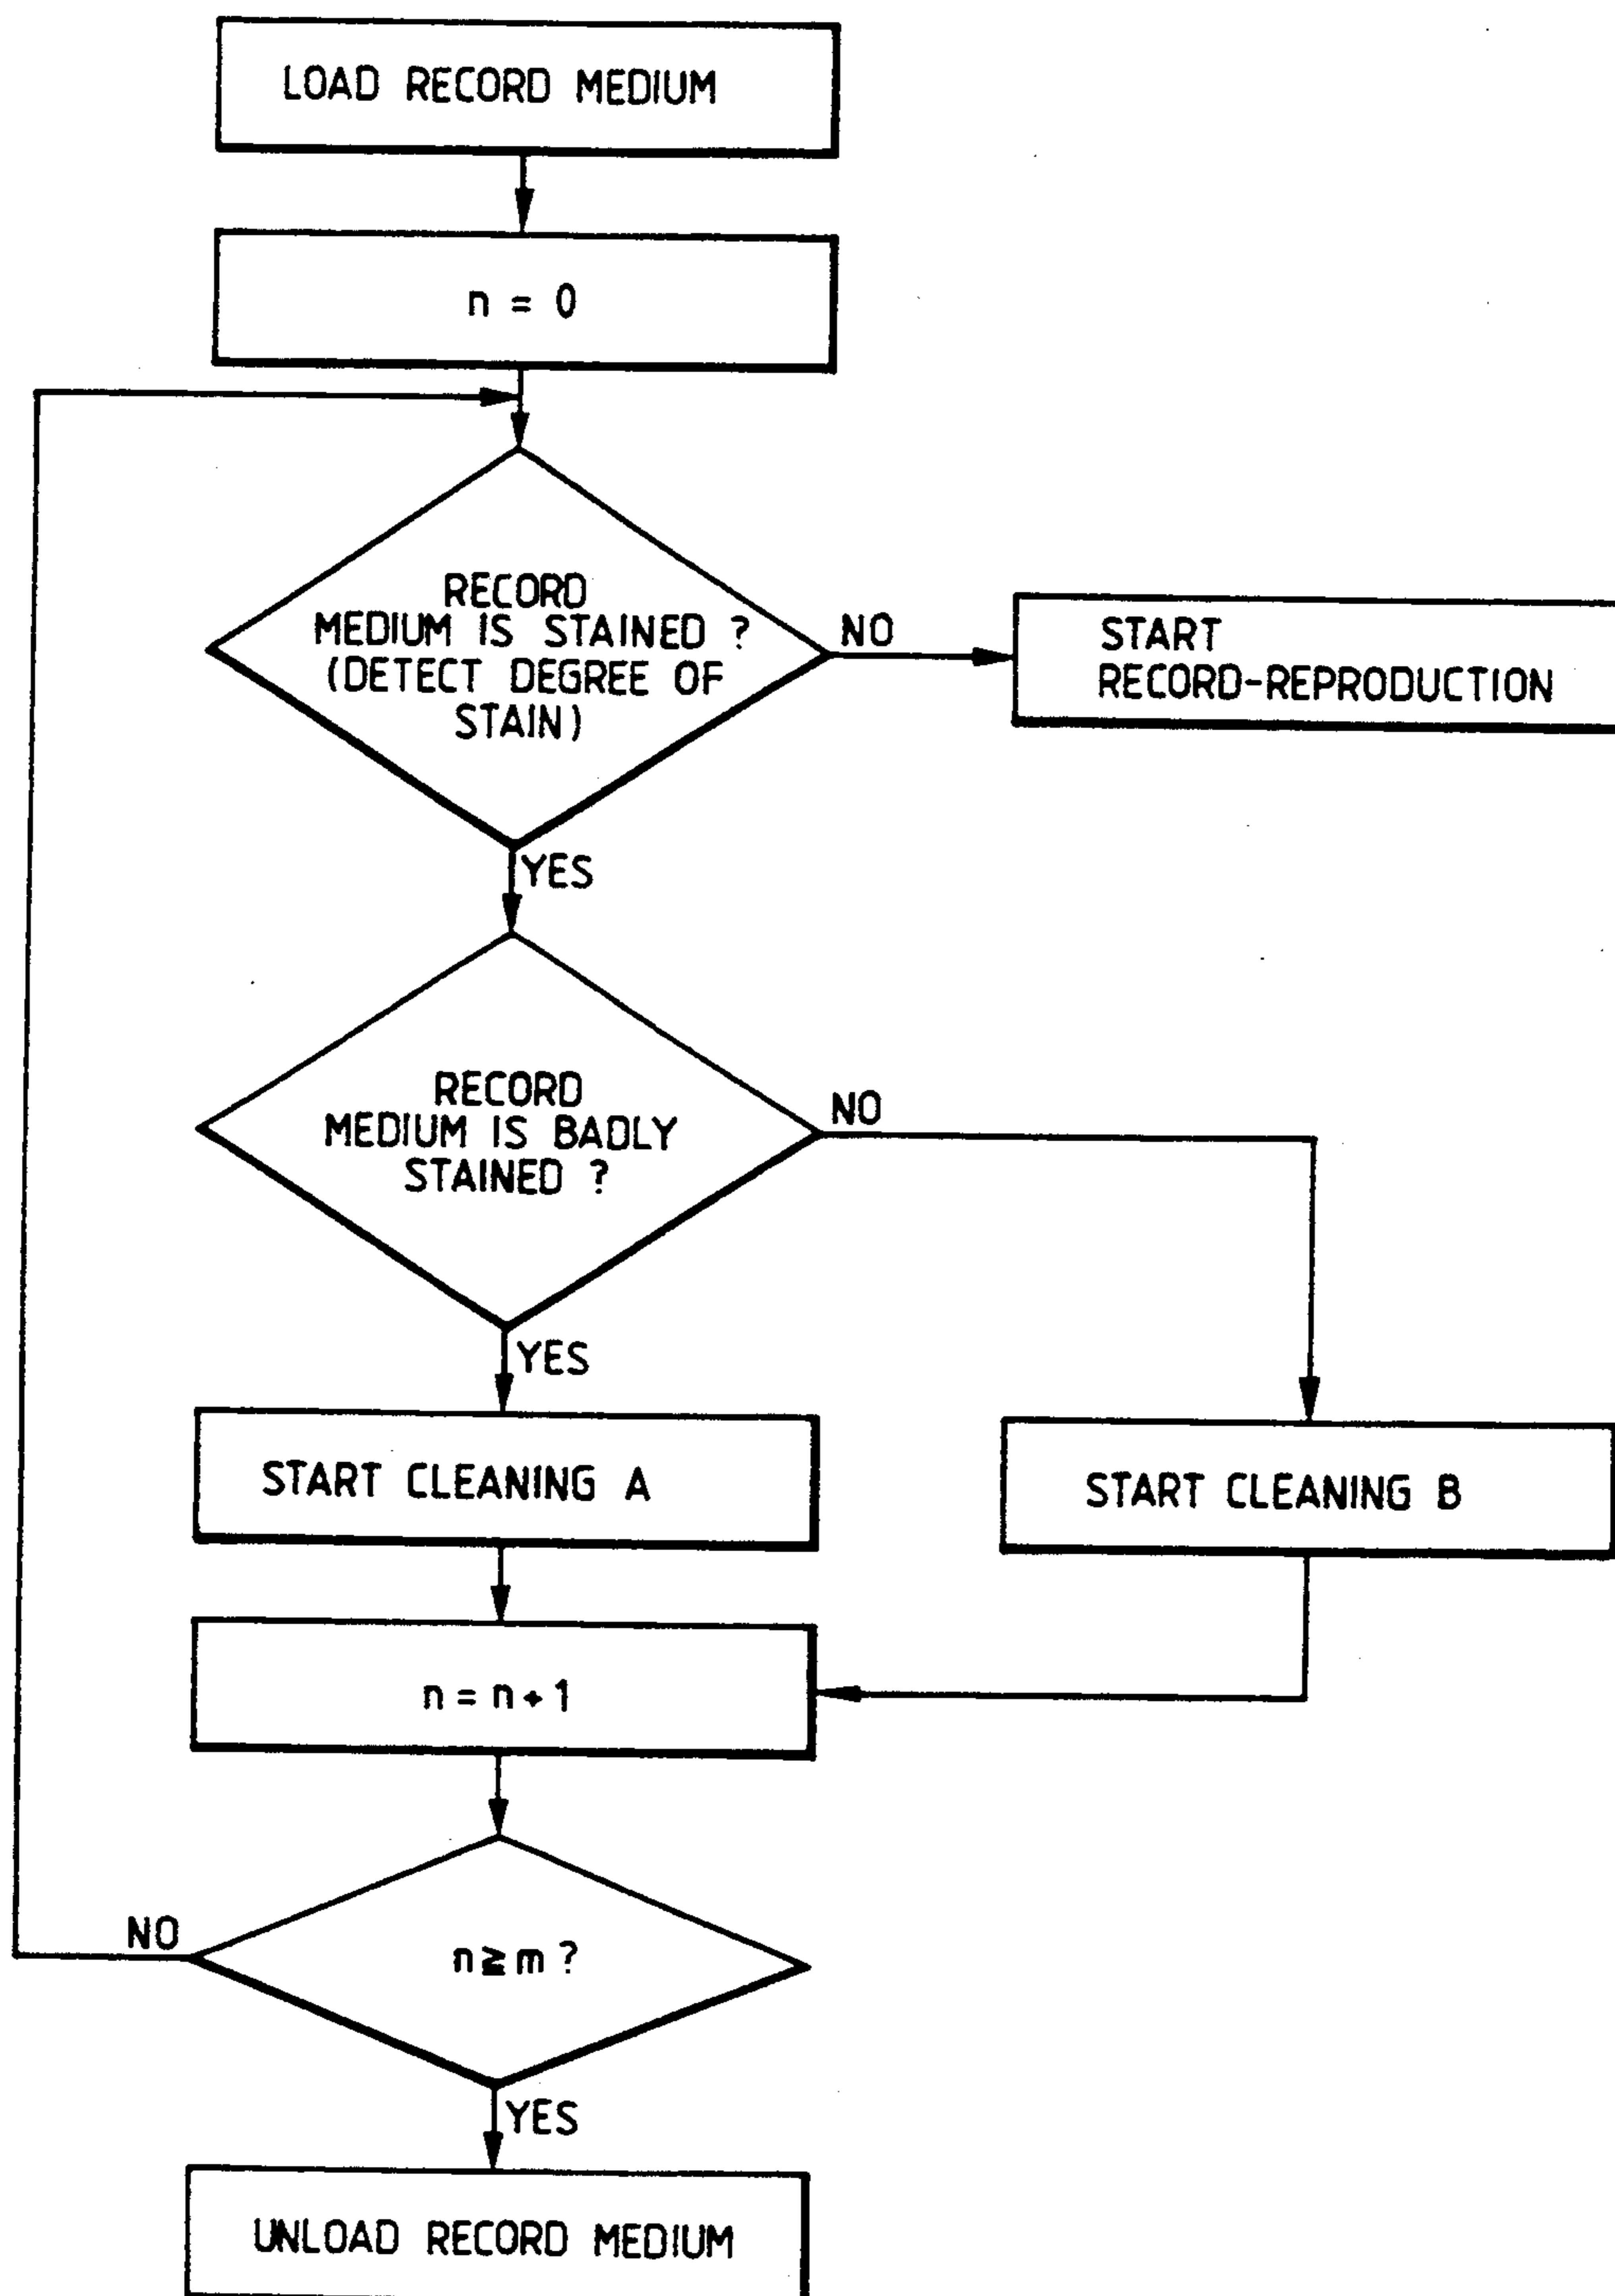 LOAD RECORD MEDIUM
n = 0
RECORD
MEDIUM IS STAINED ?
(DETECT DEGREE OF
STAIN)
NO
START
RECORD-REPRODUCTION
YES
RECORD
MEDIUM IS BADLY
STAINED ?
NO
YES
START CLEANING A
START CLEANING B
n = n + 1
NO
n ≧ m ?
YES
UNLOAD RECORD MEDIUM